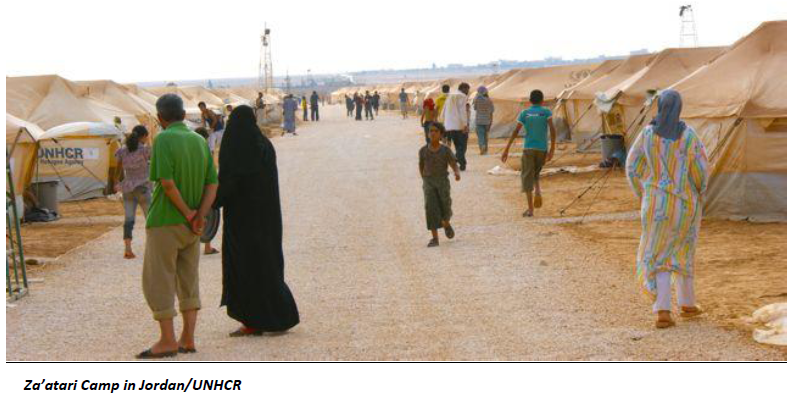 UNHCR
Refugee Agency
Za’atari Camp in Jordan/UNHCR